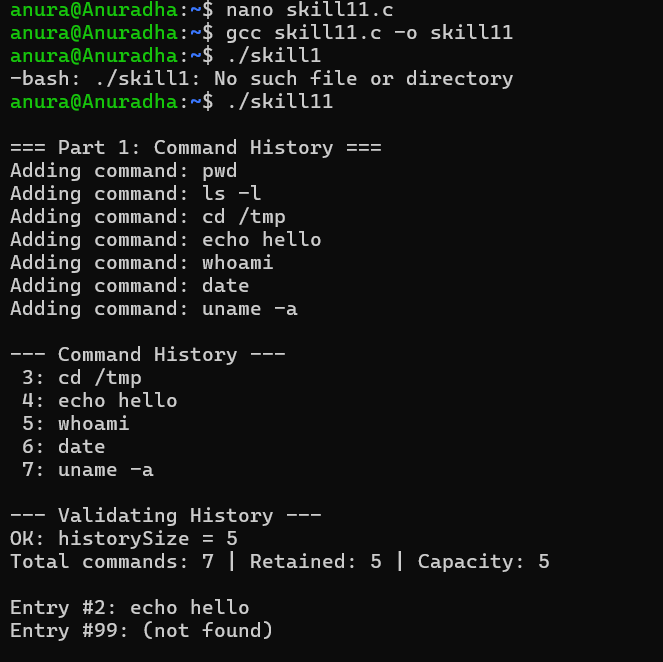 anura@Anuradha:~$ nano skill11.c
anura@Anuradha:~$ gcc skill11.c -o skill11
anura@Anuradha:~$ ./skill1
-bash: ./skill1: No such file or directory
anura@Anuradha:~$ ./skill11

=== Part 1: Command History ===
Adding command: pwd
Adding command: ls -l
Adding command: cd /tmp
Adding command: echo hello
Adding command: whoami
Adding command: date
Adding command: uname -a

--- Command History ---
 3: cd /tmp
 4: echo hello
 5: whoami
 6: date
 7: uname -a

--- Validating History ---
OK: historySize = 5
Total commands: 7 | Retained: 5 | Capacity: 5

Entry #2: echo hello
Entry #99: (not found)